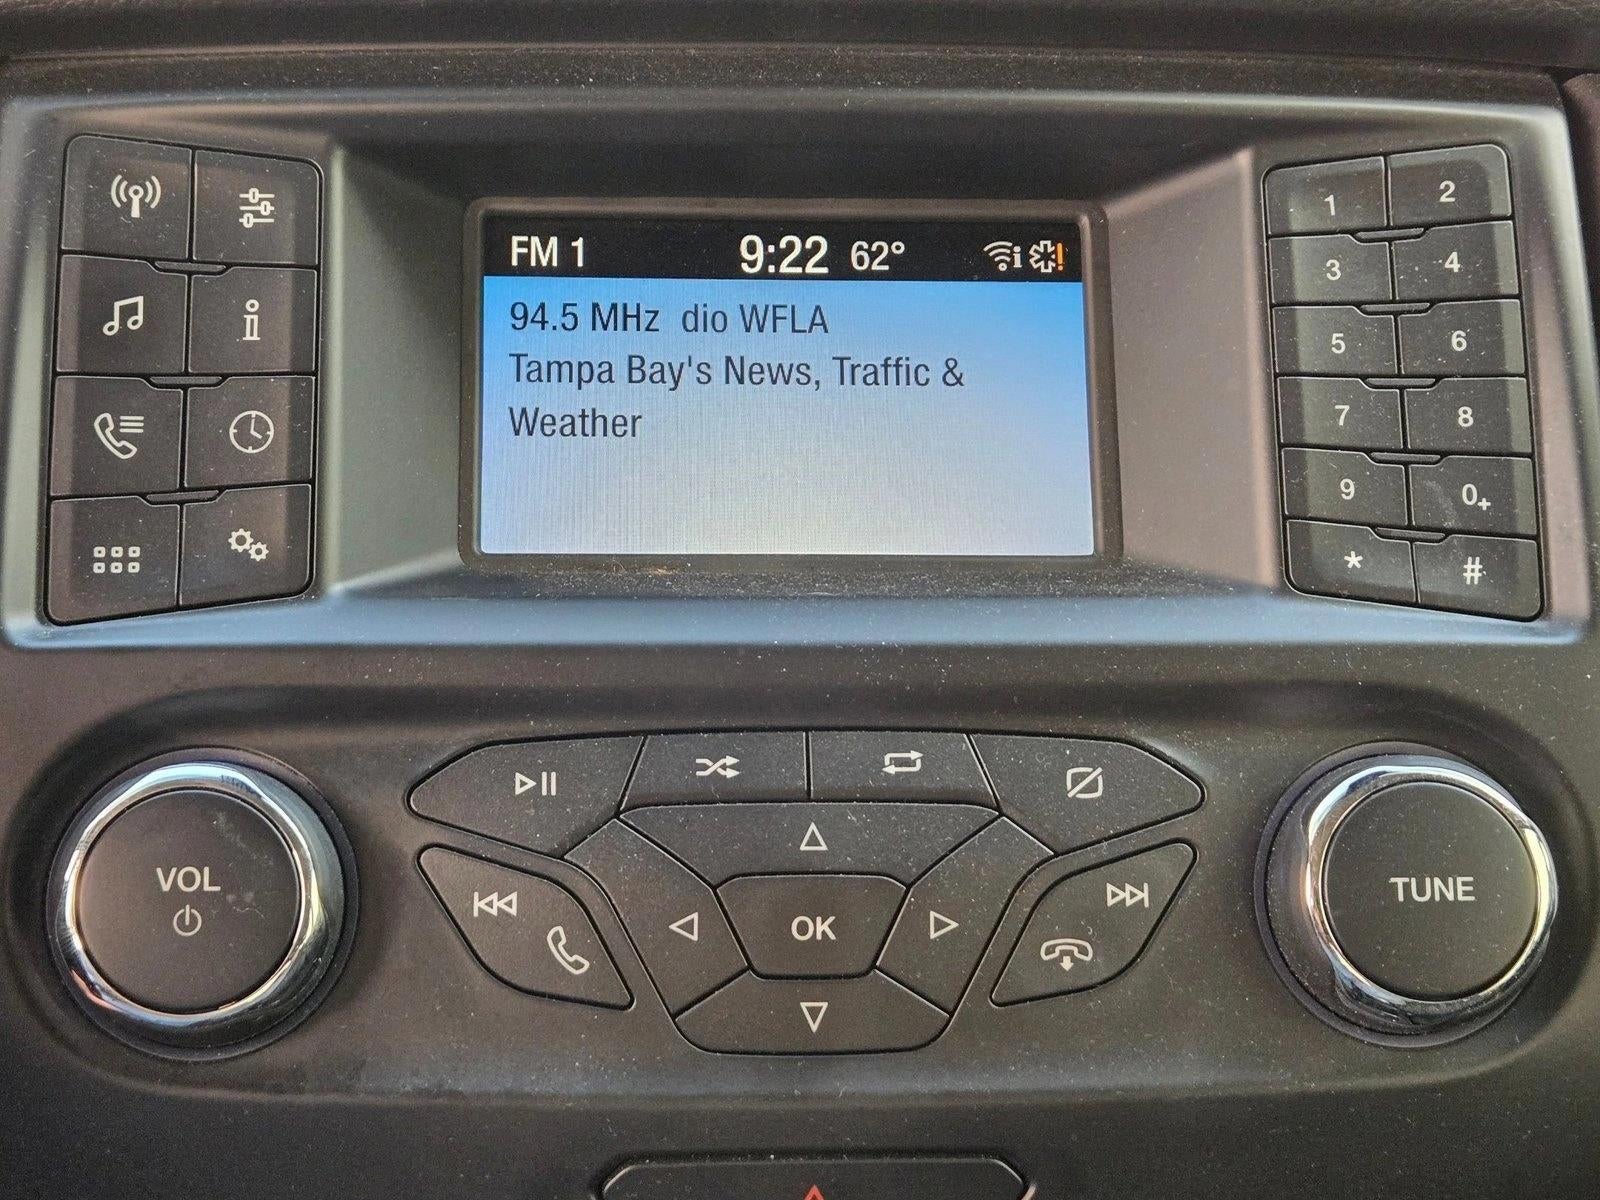 FM 1 9:22 62°
94.5 MHz dio WFLA
Tampa Bay's News, Traffic &
Weather
1 2
3 4
5 6
7 8
9 0+
* #
VOL
OK
TUNE